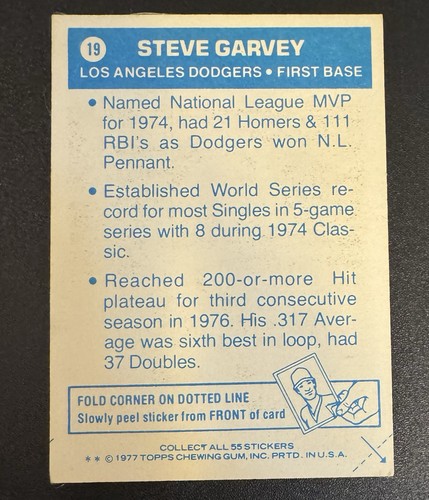 19 STEVE GARVEY
LOS ANGELES DODGERS • FIRST BASE
• Named National League MVP
for 1974, had 21 Homers & 111
RBI's as Dodgers won N.L.
Pennant.
• Established World Series re-
cord for most Singles in 5-game
series with 8 during 1974 Clas-
sic.
• Reached 200-or-more Hit
plateau for third consecutive
season in 1976. His .317 Aver-
age was sixth best in loop, had
37 Doubles.
FOLD CORNER ON DOTTED LINE
Slowly peel sticker from FRONT of card
COLLECT ALL 55 STICKERS
** © 1977 TOPPS CHEWING GUM, INC. PRTD. IN U.S.A.